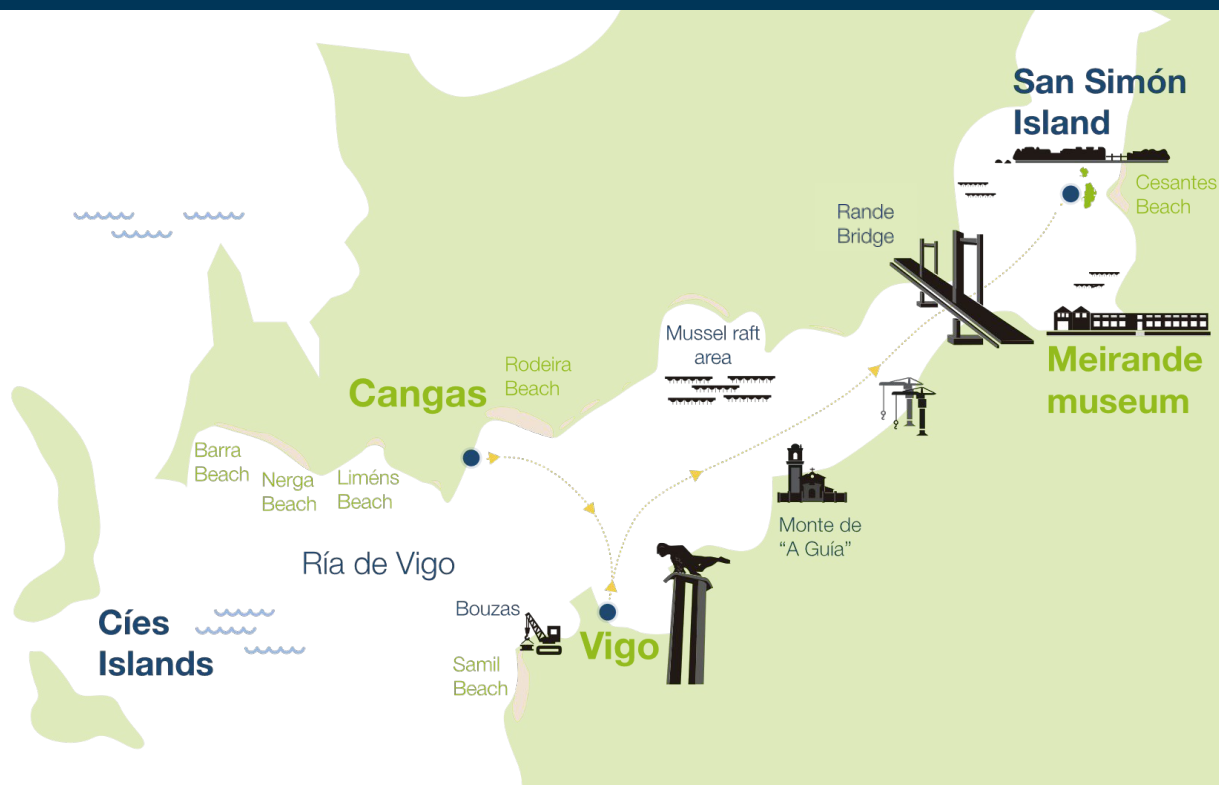 San Simón
Island
Cesantes
Beach
Rande
Bridge
Mussel raft
area
Meirande
museum
Rodeira
Beach
Cangas
Barra
Beach
Nerga
Beach
Liméns
Beach
Monte de
“A Guía”
Ría de Vigo
Bouzas
Cíes
Islands
Vigo
Samil
Beach